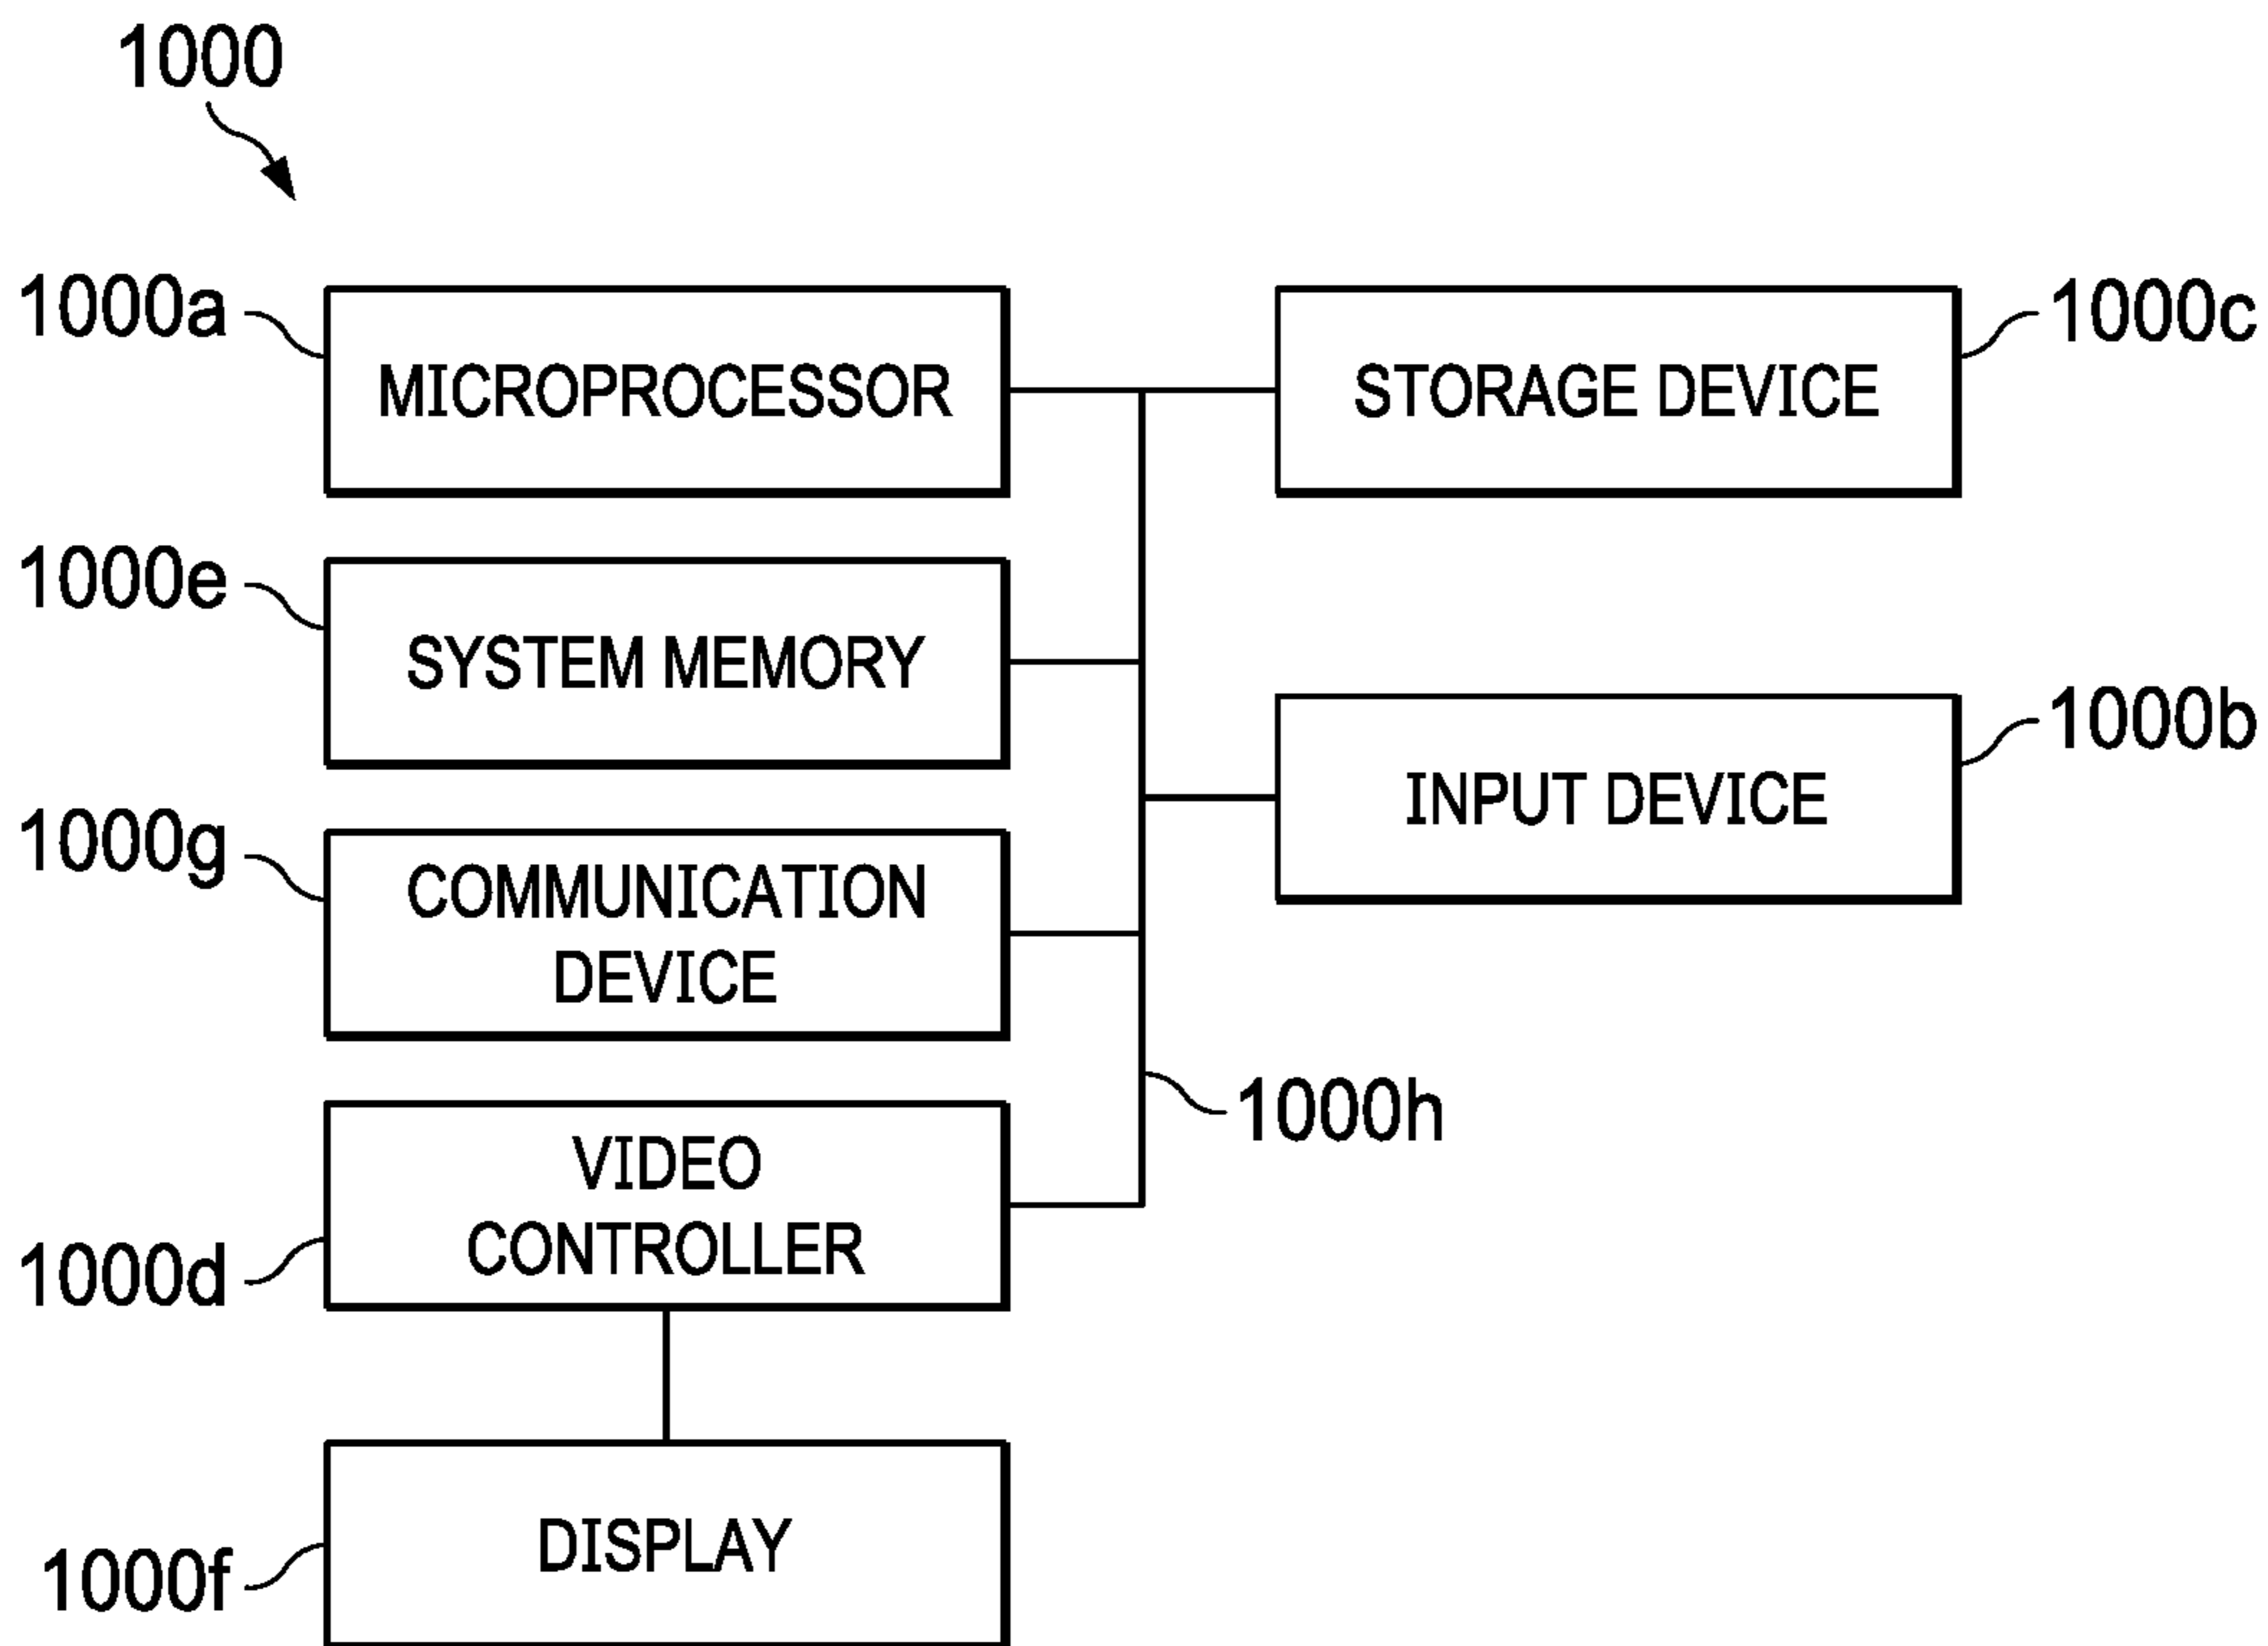 1000
1000a
MICROPROCESSOR
STORAGE DEVICE
1000c
1000e
SYSTEM MEMORY
1000b
INPUT DEVICE
1000g
COMMUNICATION
DEVICE
1000h
VIDEO
CONTROLLER
1000d
DISPLAY
1000f